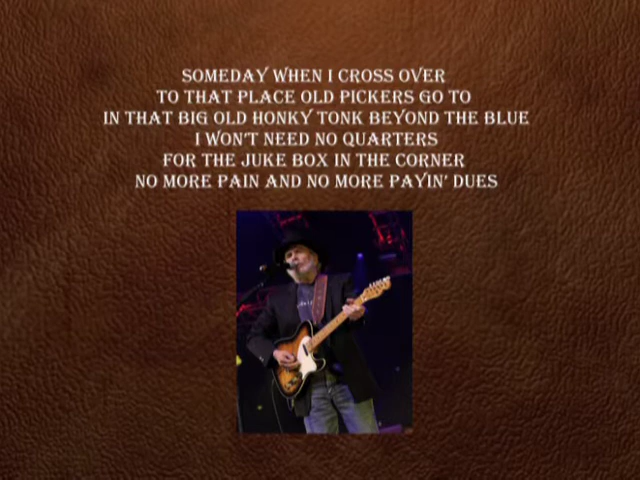 SOMEDAY WHEN I CROSS OVER
TO THAT PLACE OLD PICKERS GO TO
IN THAT BIG OLD HONKY TONK BEYOND THE BLUE
I WON'T NEED NO QUARTERS
FOR THE JUKE BOX IN THE CORNER
NO MORE PAIN AND NO MORE PAYIN' DUES